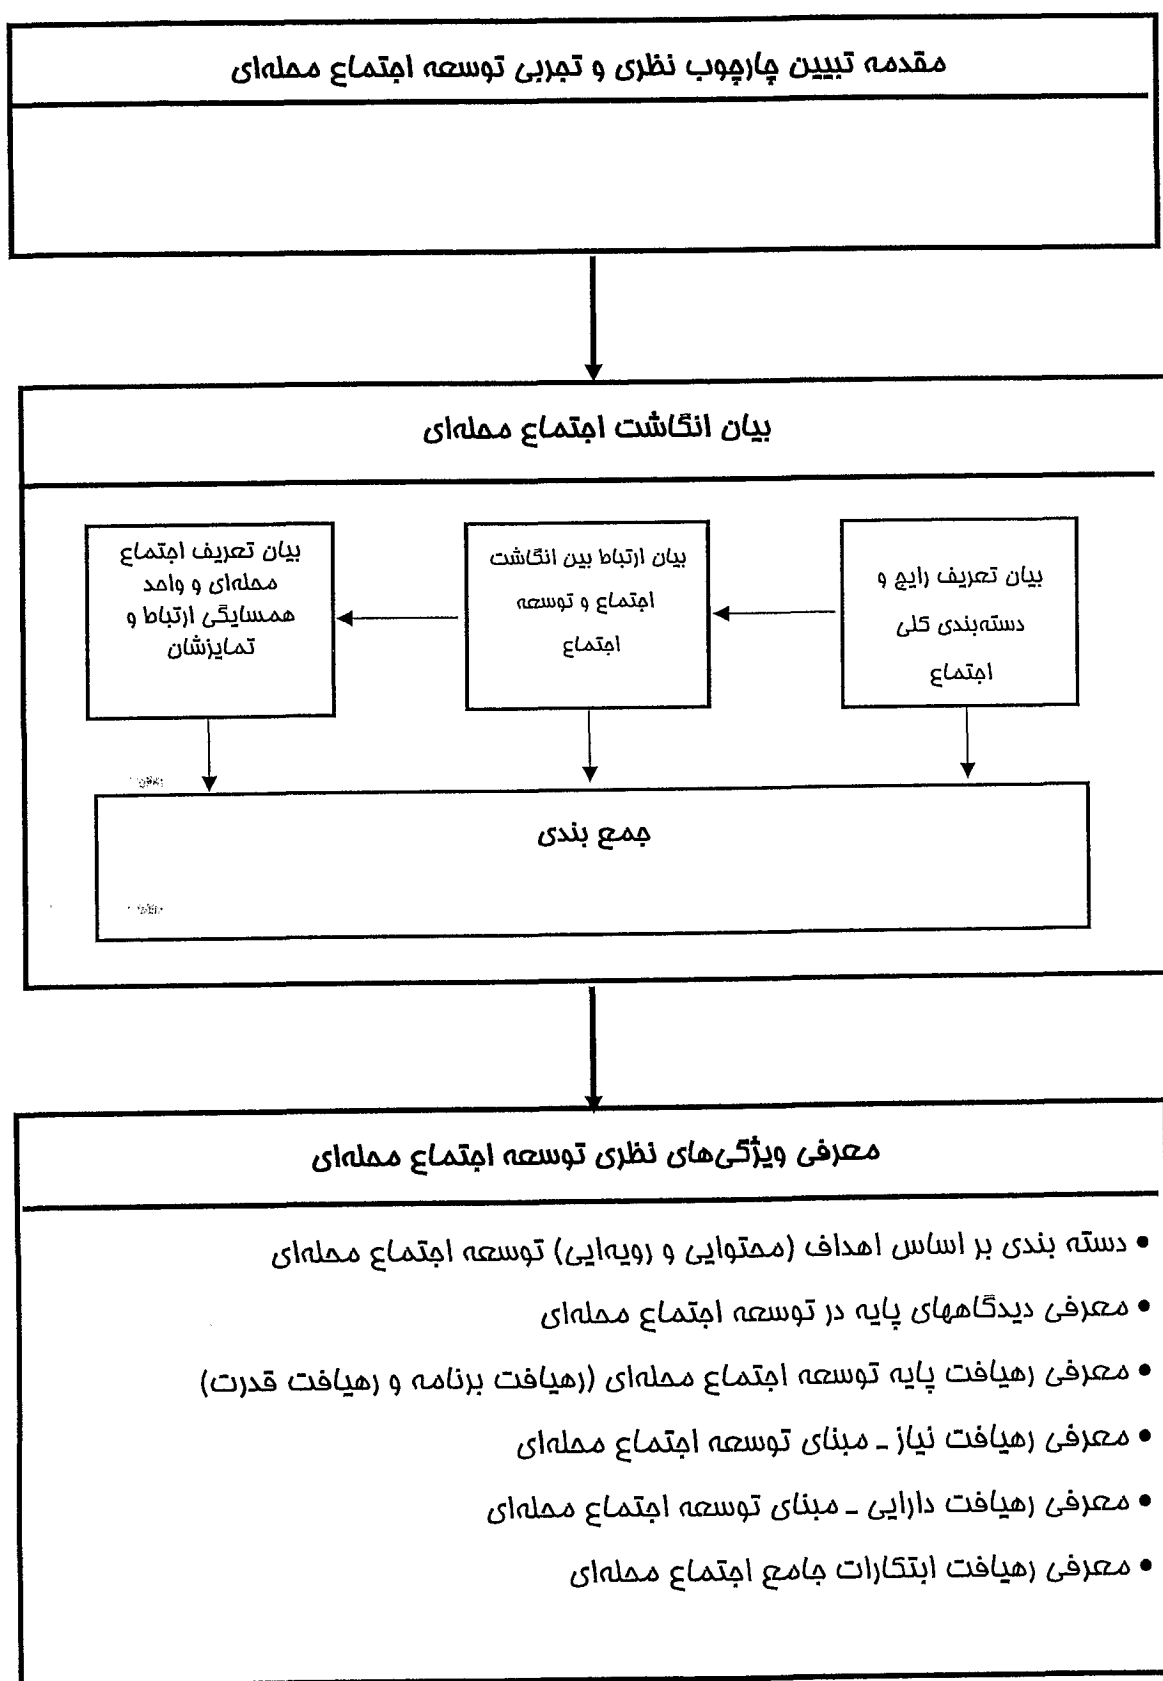 مقدمه تبیین چارچوب نظری و تجربی توسعه اجتماع محله‌ای
بیان انگاشت اجتماع محله‌ای
بیان تعریف رایج و
دسته‌بندی کلی
اجتماع
بیان ارتباط بین انگاشت
اجتماع و توسعه
اجتماع
بیان تعریف اجتماع
محله‌ای و واحد
همسایگی ارتباط و
تمایزشان
جمع بندی
معرفی ویژگی‌های نظری توسعه اجتماع محله‌ای
• دسته بندی بر اساس اهداف (محتوایی و رویه‌ایی) توسعه اجتماع محله‌ای
• معرفی دیدگاههای پایه در توسعه اجتماع محله‌ای
• معرفی رهیافت پایه توسعه اجتماع محله‌ای (رهیافت برنامه و رهیافت قدرت)
• معرفی رهیافت نیاز ـ مبنای توسعه اجتماع محله‌ای
• معرفی رهیافت دارایی ـ مبنای توسعه اجتماع محله‌ای
• معرفی رهیافت ابتکارات جامع اجتماع محله‌ای